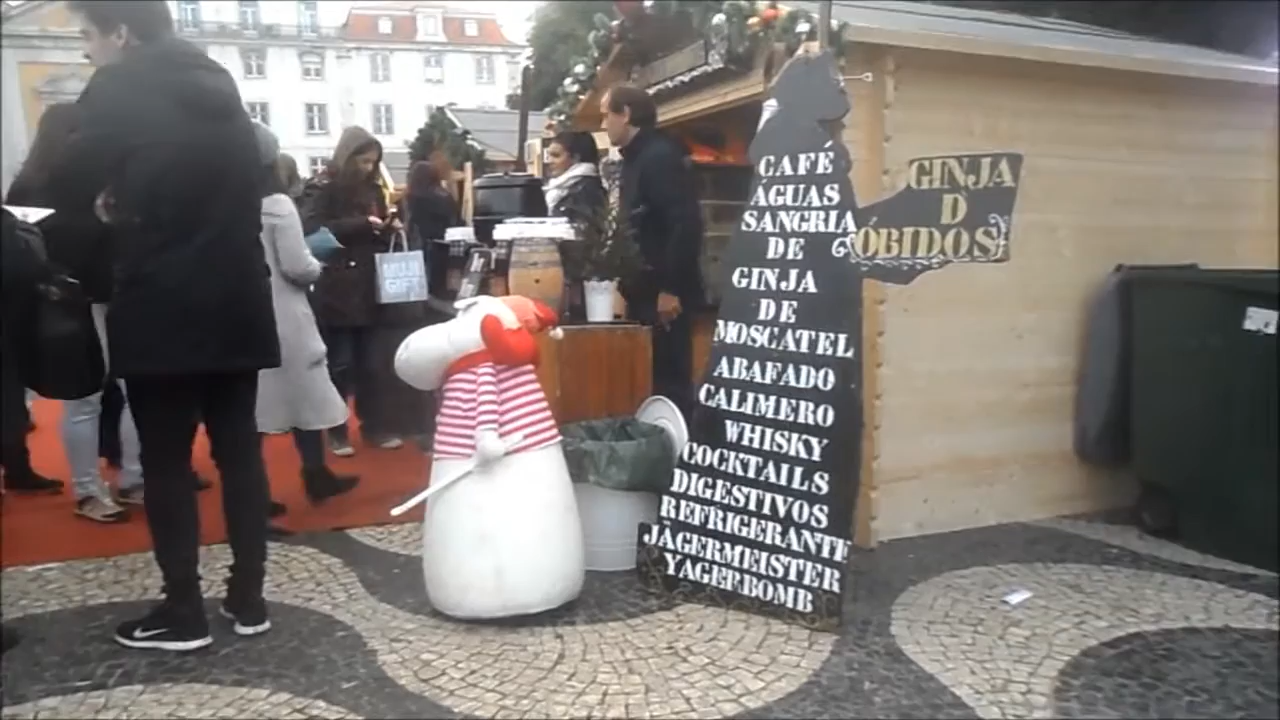 CAFÉ
ÁGUAS
SANGRIA
DE
GINJA
DE
MOSCATEL
ABAFADO
CALIMERO
WHISKY
COCKTAILS
DIGESTIVOS
REFRIGERANTE
JÄGERMEISTER
YAGERBOMB
GINJA
D
ÓBIDOS